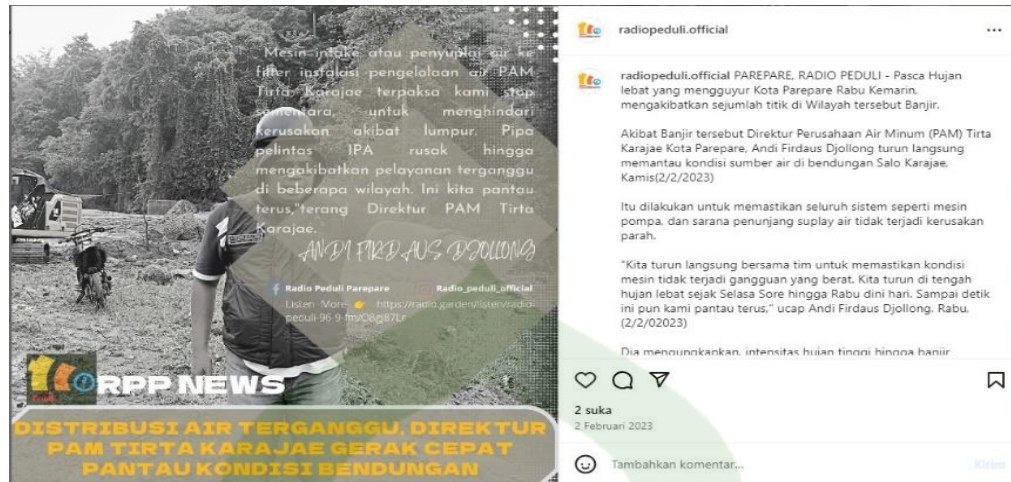 "Mesin intake atau penyuplai air ke
filter instalasi pengelolaan air PAM
Tirta Karajae terpaksa kami stop
sementara, untuk menghindari
kerusakan akibat lumpur. Pipa
pelintas IPA rusak hingga
mengakibatkan pelayanan terganggu
di beberapa wilayah. Ini kita pantau
terus,"terang Direktur PAM Tirta
Karajae.
ANDI FIRDAUS DJOLLONG
Radio Peduli Parepare
Radio_peduli_official
Listen More
https://radio.garden/listen/radio-
RPP NEWS
DISTRIBUSI AIR TERGANGGU, DIREKTUR
PAM TIRTA KARAJAE GERAK CEPAT
PANTAU KONDISI BENDUNGAN
radiopeduli.official
radiopeduli.official PAREPARE, RADIO PEDULI - Pasca Hujan
lebat yang mengguyur Kota Parepare Rabu Kemarin,
mengakibatkan sejumlah titik di Wilayah tersebut Banjir.
Akibat Banjir tersebut Direktur Perusahaan Air Minum (PAM) Tirta
Karajae Kota Parepare, Andi Firdaus Djollong turun langsung
memantau kondisi sumber air di bendungan Salo Karajae,
Kamis(2/2/2023)
Itu dilakukan untuk memastikan seluruh sistem seperti mesin
pompa, dan sarana penunjang suplay air tidak terjadi kerusakan
parah.
"Kita turun langsung bersama tim untuk memastikan kondisi
mesin tidak terjadi gangguan yang berat. Kita turun di tengah
hujan lebat sejak Selasa Sore hingga Rabu dini hari. Sampai detik
ini pun kami pantau terus," ucap Andi Firdaus Djollong. Rabu,
(2/2/02023)
Dia mengungkapkan, intensitas hujan tinggi hingga banjir
2 suka
2 Februari 2023
Tambahkan komentar...
Kirim